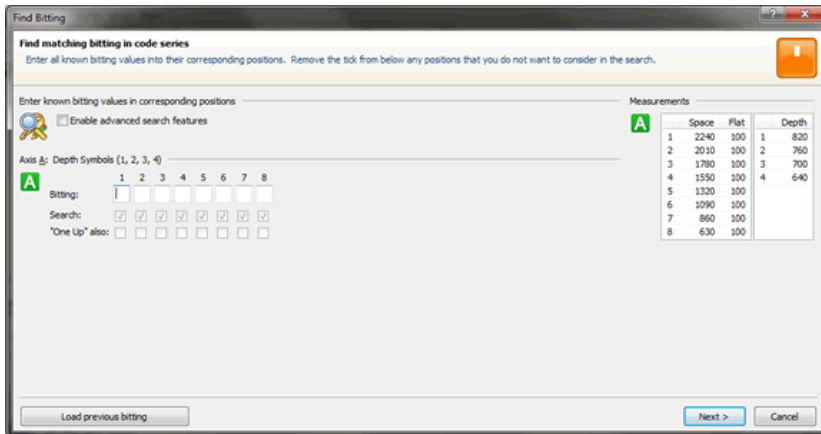 Find Bitting
Find matching bitting in code series
Enter all known bitting values into their corresponding positions. Remove the tick from below any positions that you do not want to consider in the search.
Enter known bitting values in corresponding positions
Enable advanced search features
Axis A: Depth Symbols (1, 2, 3, 4)
A
1 2 3 4 5 6 7 8
Bitting:
Search:
"One Up" also:
Measurements
A
Space Flat
1 2240 100
2 2010 100
3 1780 100
4 1550 100
5 1320 100
6 1090 100
7 860 100
8 630 100
Depth
1 820
2 760
3 700
4 640
Load previous bitting
Next >
Cancel